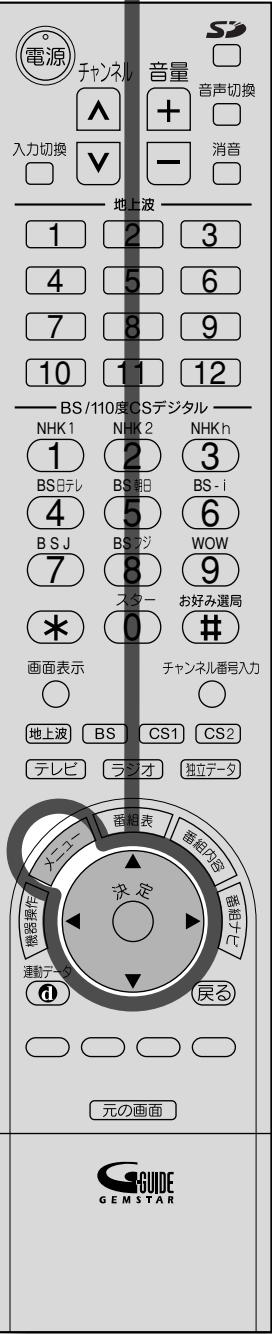 SD
電源
チャンネル 音量
音声切換
∧ +
入力切換 消音
∨ −
地上波
1 2 3
4 5 6
7 8 9
10 11 12
BS/110度CSデジタル
NHK1 NHK2 NHKh
1 2 3
BS日テレ BS朝日 BS-i
4 5 6
BSJ BSフジ WOW
7 8 9
スター お好み選局
* 0 #
画面表示 チャンネル番号入力
地上波 BS CS1 CS2
テレビ ラジオ 独立データ
番組表
メニュー 番組内容
決定
機器操作 番組ナビ
連動データ
d 戻る
元の画面
G-GUIDE
GEMSTAR